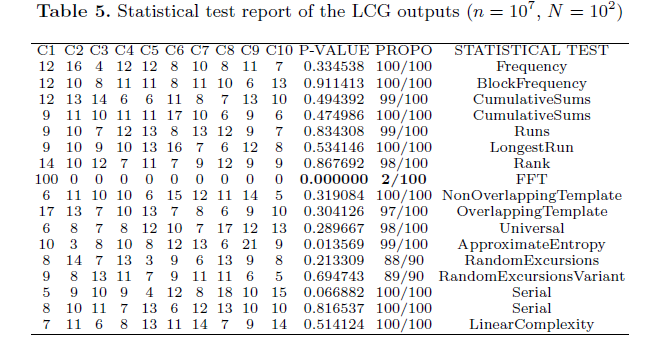 Table 5. Statistical test report of the LCG outputs (n = 10⁷, N = 10²)
C1 C2 C3 C4 C5 C6 C7 C8 C9 C10 P-VALUE PROPO STATISTICAL TEST
12 16 4 12 12 8 10 8 11 7 0.334538 100/100 Frequency
12 10 8 11 11 8 11 10 6 13 0.911413 100/100 BlockFrequency
12 13 14 6 6 11 8 7 13 10 0.494392 99/100 CumulativeSums
9 11 10 11 11 17 10 6 9 6 0.474986 100/100 CumulativeSums
9 10 7 12 13 8 13 12 9 7 0.834308 99/100 Runs
9 10 9 10 13 16 7 6 12 8 0.534146 100/100 LongestRun
14 10 12 7 11 7 9 12 9 9 0.867692 98/100 Rank
100 0 0 0 0 0 0 0 0 0 0.000000 2/100 FFT
6 11 10 10 6 15 12 11 14 5 0.319084 100/100 NonOverlappingTemplate
17 13 7 10 13 7 8 6 9 10 0.304126 97/100 OverlappingTemplate
6 8 7 8 12 10 7 17 12 13 0.289667 98/100 Universal
10 3 8 10 8 12 13 6 21 9 0.013569 99/100 ApproximateEntropy
8 14 7 13 3 9 6 13 9 8 0.213309 88/90 RandomExcursions
9 8 13 11 7 9 11 11 6 5 0.694743 89/90 RandomExcursionsVariant
5 9 10 9 4 12 8 18 10 15 0.066882 100/100 Serial
8 10 11 7 13 6 12 13 10 10 0.816537 100/100 Serial
7 11 6 8 13 11 14 7 9 14 0.514124 100/100 LinearComplexity